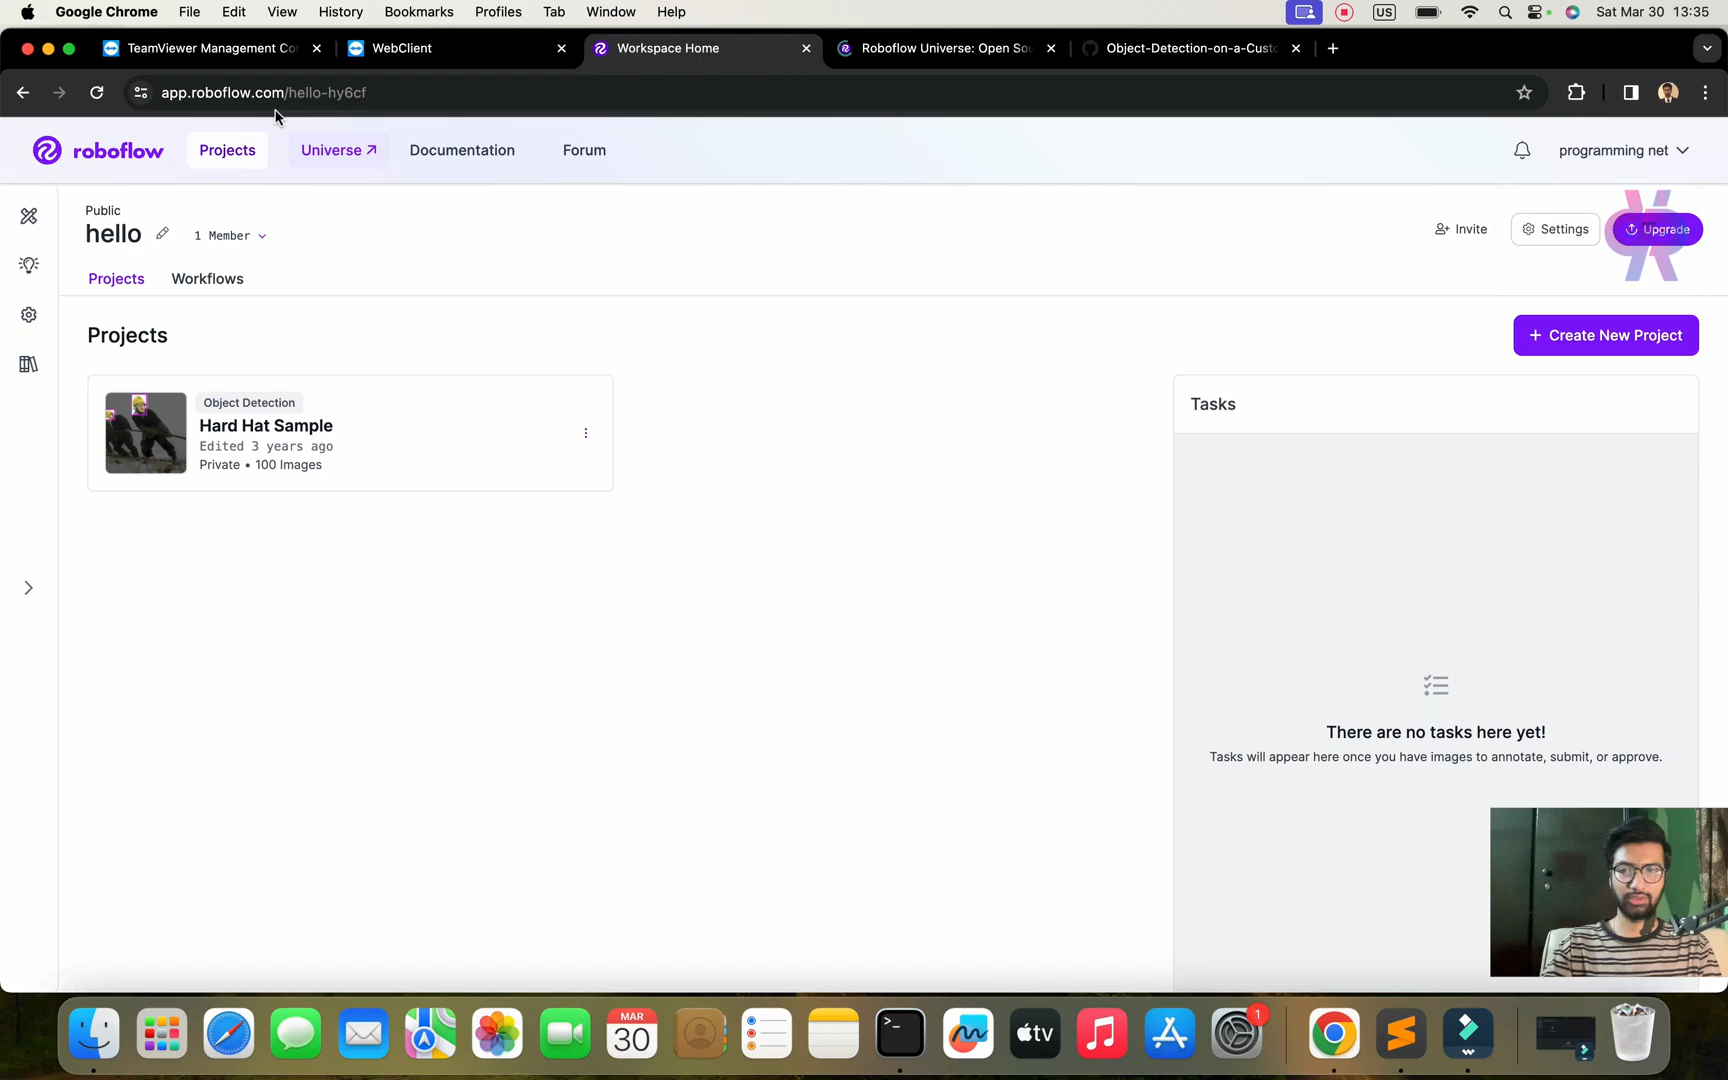 Google Chrome File Edit View History Bookmarks Profiles Tab Window Help US Sat Mar 30 13:35
TeamViewer Management Co WebClient Workspace Home Roboflow Universe: Open Sou Object-Detection-on-a-Custo
app.roboflow.com/hello-hy6cf
roboflow Projects Universe Documentation Forum programming net
Public
hello 1 Member Invite Settings Upgrade
Projects Workflows
Projects + Create New Project
Object Detection
Hard Hat Sample
Edited 3 years ago
Private • 100 Images
Tasks
There are no tasks here yet!
Tasks will appear here once you have images to annotate, submit, or approve.
MAR
30
tv
1